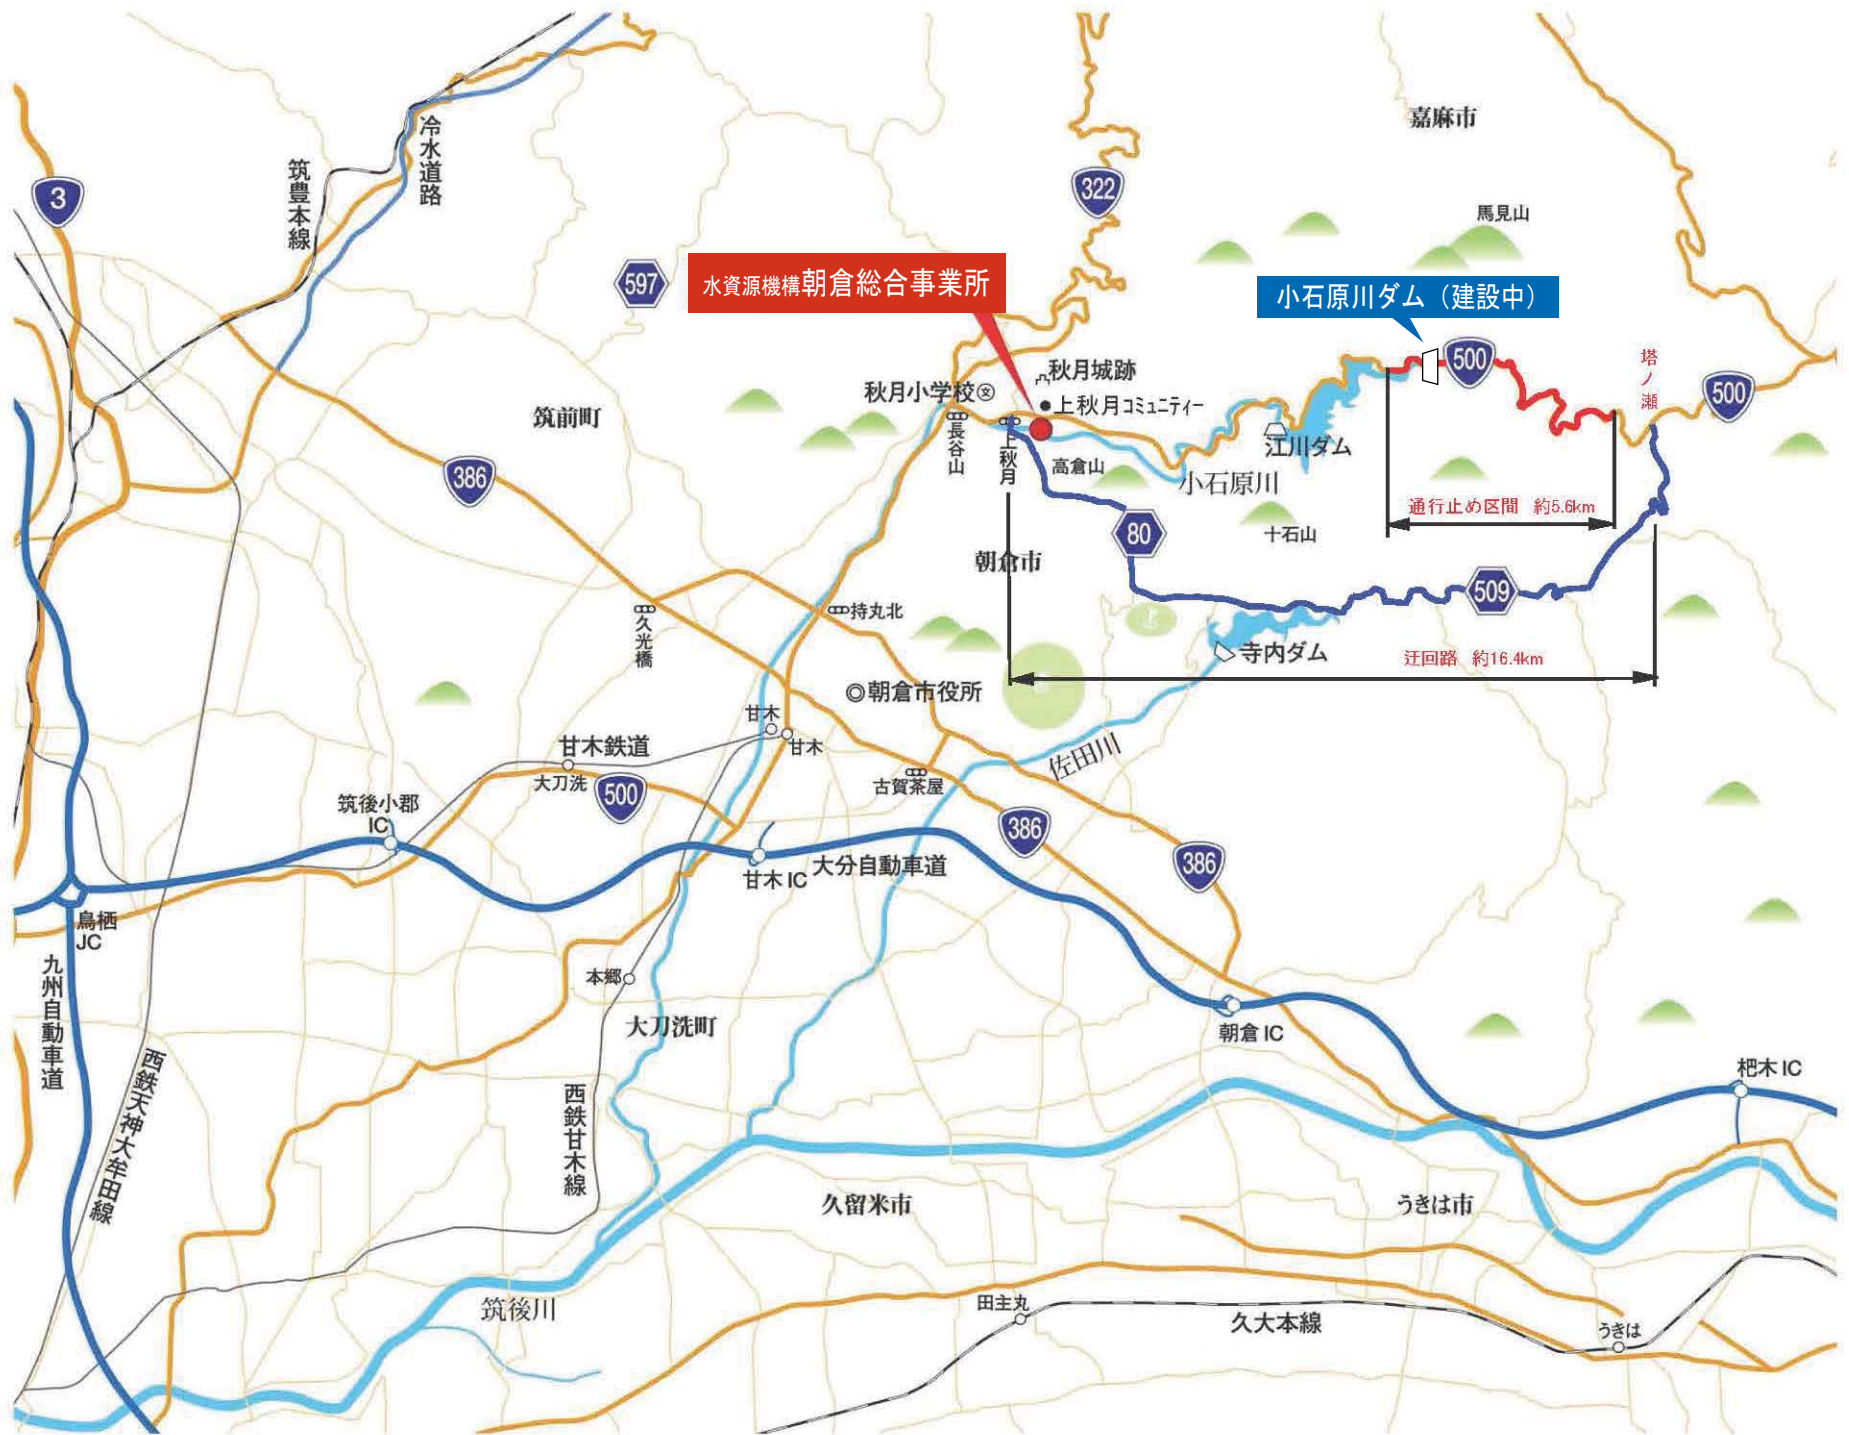 嘉麻市
冷水道路
筑豊本線
3
322
馬見山
597
水資源機構朝倉総合事業所
小石原川ダム（建設中）
500
塔ノ瀬
500
秋月城跡
秋月小学校
文
上秋月コミュニティー
筑前町
長谷山
上秋月
高倉山
江川ダム
小石原川
386
通行止め区間 約5.6km
80
十石山
朝倉市
509
持丸北
久光橋
寺内ダム
迂回路 約16.4km
朝倉市役所
甘木
甘木
甘木鉄道
大刀洗
500
古賀茶屋
佐田川
筑後小郡
IC
386
386
甘木 IC
大分自動車道
鳥栖
JC
九州自動車道
本郷
大刀洗町
朝倉 IC
西鉄天神大牟田線
西鉄甘木線
杷木 IC
久留米市
うきは市
筑後川
田主丸
久大本線
うきは